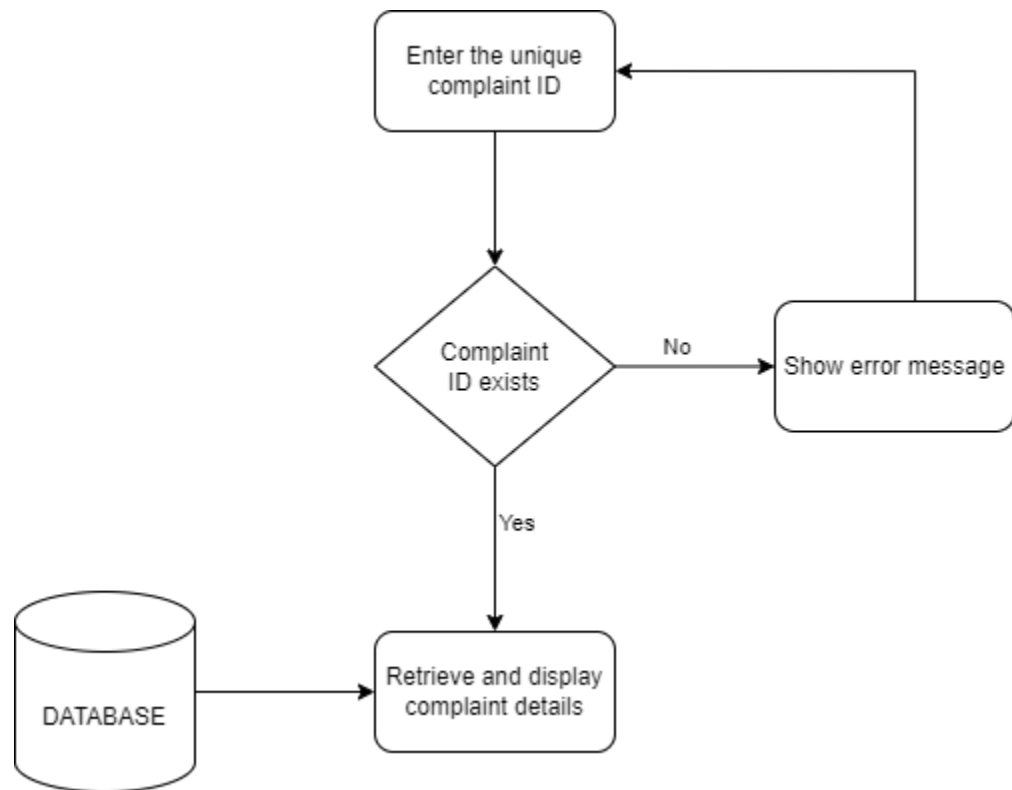 Enter the unique
complaint ID
Complaint
ID exists
No
Show error message
Yes
Retrieve and display
complaint details
DATABASE